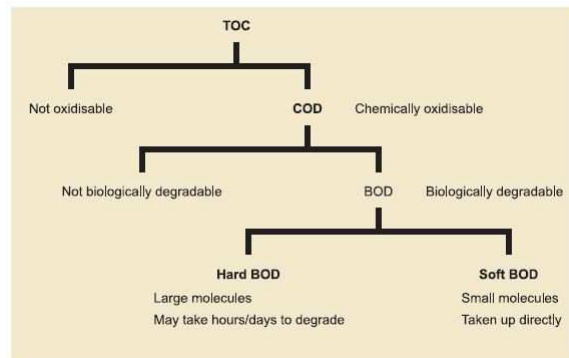 TOC
Not oxidisable
COD
Chemically oxidisable
Not biologically degradable
BOD
Biologically degradable
Hard BOD
Soft BOD
Large molecules
Small molecules
May take hours/days to degrade
Taken up directly